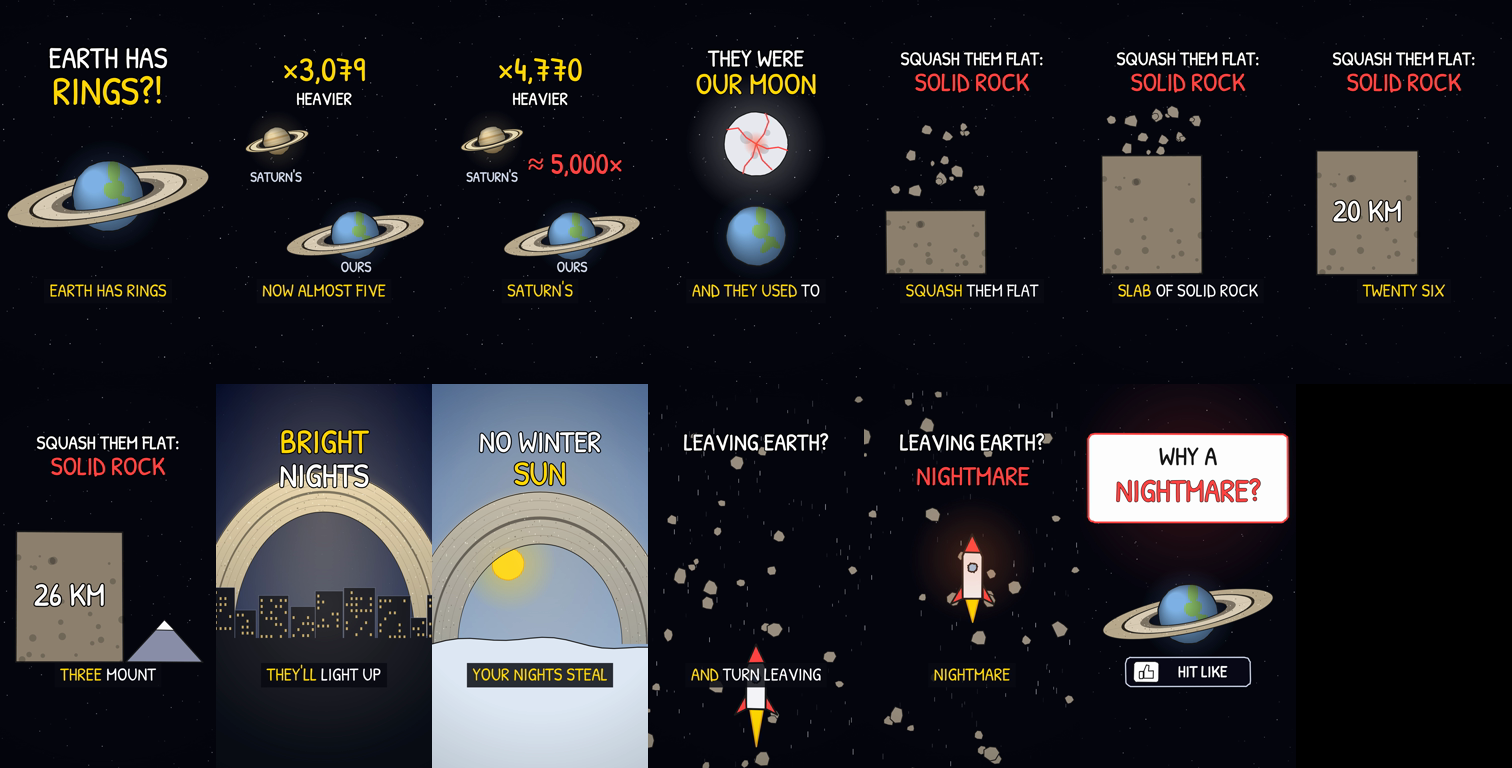 EARTH HAS
RINGS?!
EARTH HAS RINGS
×3,079
HEAVIER
SATURN'S
OURS
NOW ALMOST FIVE
×4,770
HEAVIER
SATURN'S
≈ 5,000×
OURS
SATURN'S
THEY WERE
OUR MOON
AND THEY USED TO
SQUASH THEM FLAT:
SOLID ROCK
SQUASH THEM FLAT
SQUASH THEM FLAT:
SOLID ROCK
SLAB OF SOLID ROCK
SQUASH THEM FLAT:
SOLID ROCK
20 KM
TWENTY SIX
SQUASH THEM FLAT:
SOLID ROCK
26 KM
THREE MOUNT
BRIGHT
NIGHTS
THEY'LL LIGHT UP
NO WINTER
SUN
YOUR NIGHTS STEAL
LEAVING EARTH?
AND TURN LEAVING
LEAVING EARTH?
NIGHTMARE
NIGHTMARE
WHY A
NIGHTMARE?
HIT LIKE